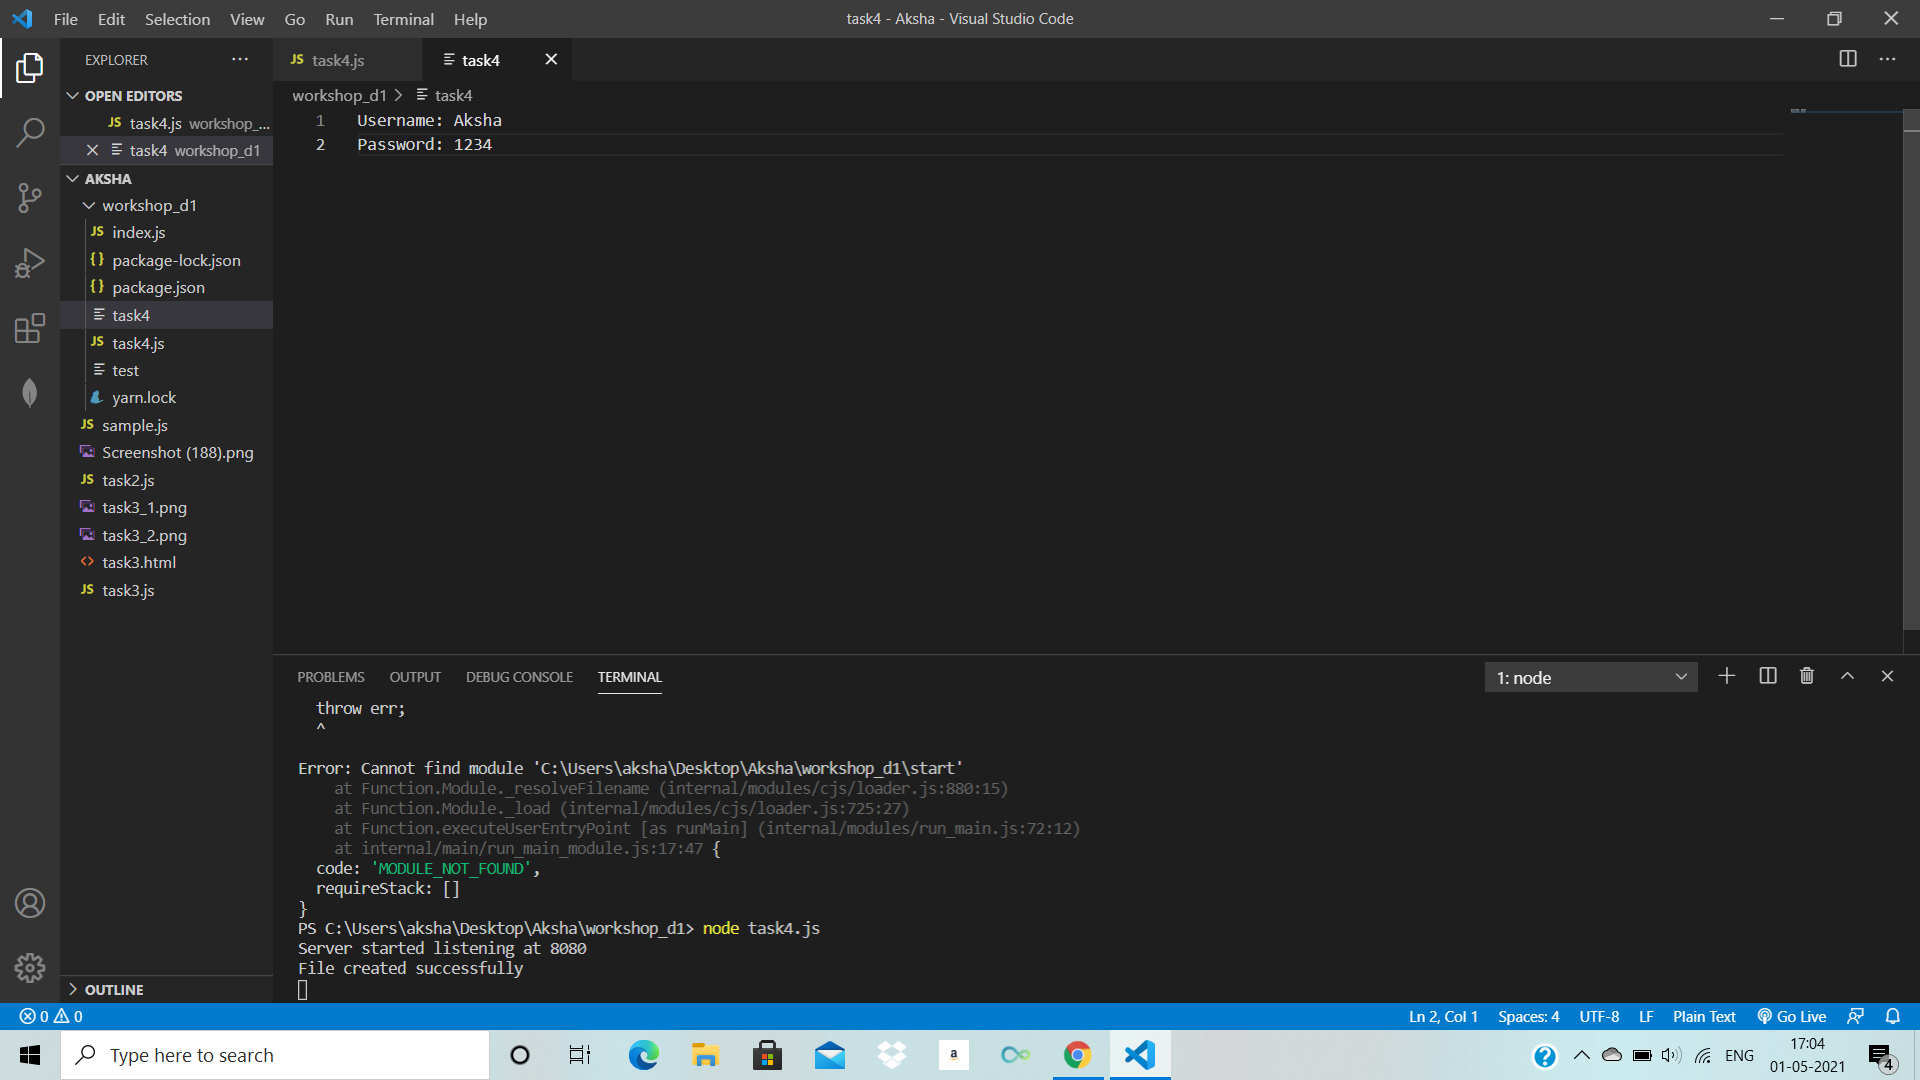 File Edit Selection View Go Run Terminal Help
task4 - Aksha - Visual Studio Code
EXPLORER
OPEN EDITORS
JS task4.js workshop_...
task4 workshop_d1
AKSHA
workshop_d1
JS index.js
{} package-lock.json
{} package.json
task4
JS task4.js
test
yarn.lock
JS sample.js
Screenshot (188).png
JS task2.js
task3_1.png
task3_2.png
<> task3.html
JS task3.js
OUTLINE
JS task4.js task4
workshop_d1 > task4
1 Username: Aksha
2 Password: 1234
PROBLEMS OUTPUT DEBUG CONSOLE TERMINAL
1: node
throw err;
^
Error: Cannot find module 'C:\Users\aksha\Desktop\Aksha\workshop_d1\start'
at Function.Module._resolveFilename (internal/modules/cjs/loader.js:880:15)
at Function.Module._load (internal/modules/cjs/loader.js:725:27)
at Function.executeUserEntryPoint [as runMain] (internal/modules/run_main.js:72:12)
at internal/main/run_main_module.js:17:47 {
code: 'MODULE_NOT_FOUND',
requireStack: []
}
PS C:\Users\aksha\Desktop\Aksha\workshop_d1> node task4.js
Server started listening at 8080
File created successfully
0 0
Ln 2, Col 1 Spaces: 4 UTF-8 LF Plain Text Go Live
Type here to search
a
ENG
17:04
01-05-2021
4